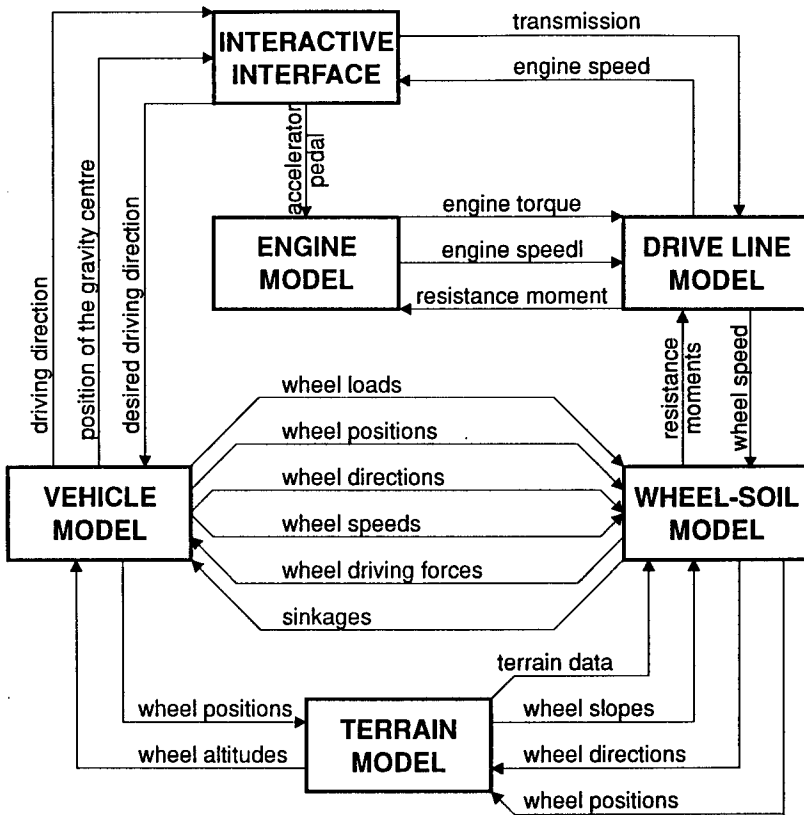 transmission
INTERACTIVE
INTERFACE
engine speed
accelerator
pedal
driving direction
position of the gravity centre
desired driving direction
engine torque
ENGINE
MODEL
engine speedl
DRIVE LINE
MODEL
resistance moment
resistance
moments
wheel speed
wheel loads
wheel positions
VEHICLE
MODEL
wheel directions
WHEEL-SOIL
MODEL
wheel speeds
wheel driving forces
sinkages
terrain data
wheel positions
TERRAIN
MODEL
wheel slopes
wheel altitudes
wheel directions
wheel positions